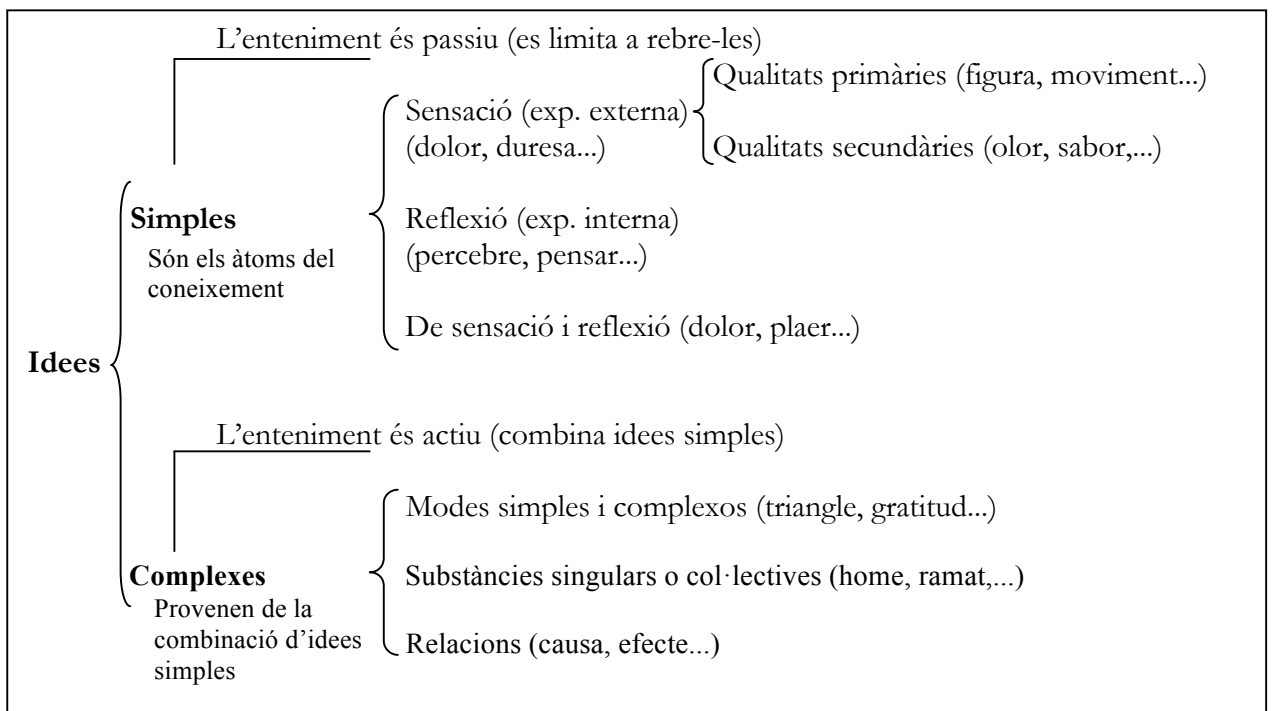 L’enteniment és passiu (es limita a rebre-les)
Qualitats primàries (figura, moviment...)
Sensació (exp. externa)
(dolor, duresa...)
Qualitats secundàries (olor, sabor,...)
Simples
Són els àtoms del
coneixement
Reflexió (exp. interna)
(percebre, pensar...)
De sensació i reflexió (dolor, plaer...)
Idees
L’enteniment és actiu (combina idees simples)
Modes simples i complexos (triangle, gratitud...)
Complexes
Provenen de la
combinació d’idees
simples
Substàncies singulars o col·lectives (home, ramat,...)
Relacions (causa, efecte...)